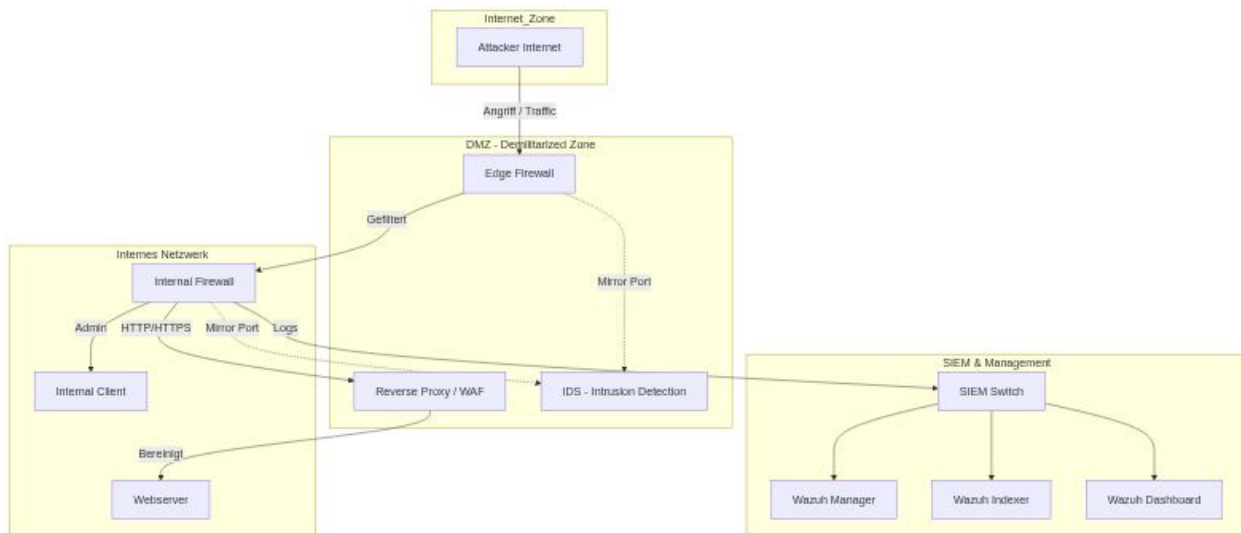 Internet_Zone
Attacker Internet
Angriff / Traffic
DMZ - Demilitarized Zone
Edge Firewall
Gefiltert
Internes Netzwerk
Internal Firewall
Mirror Port
Admin
HTTP/HTTPS
Mirror Port
Logs
SIEM & Management
Internal Client
Reverse Proxy / WAF
IDS - Intrusion Detection
SIEM Switch
Bereinigt
Webserver
Wazuh Manager
Wazuh Indexer
Wazuh Dashboard